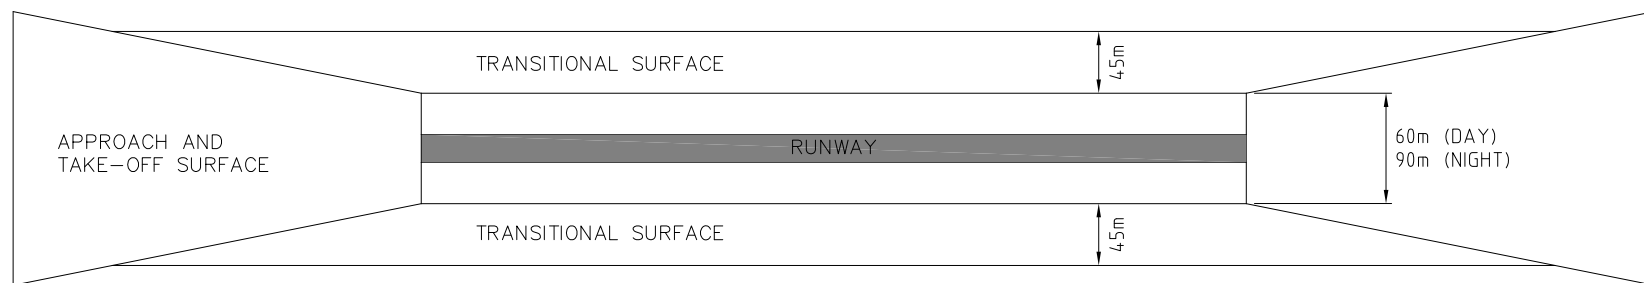 TRANSITIONAL SURFACE
45m
APPROACH AND
TAKE-OFF SURFACE
RUNWAY
60m (DAY)
90m (NIGHT)
TRANSITIONAL SURFACE
45m